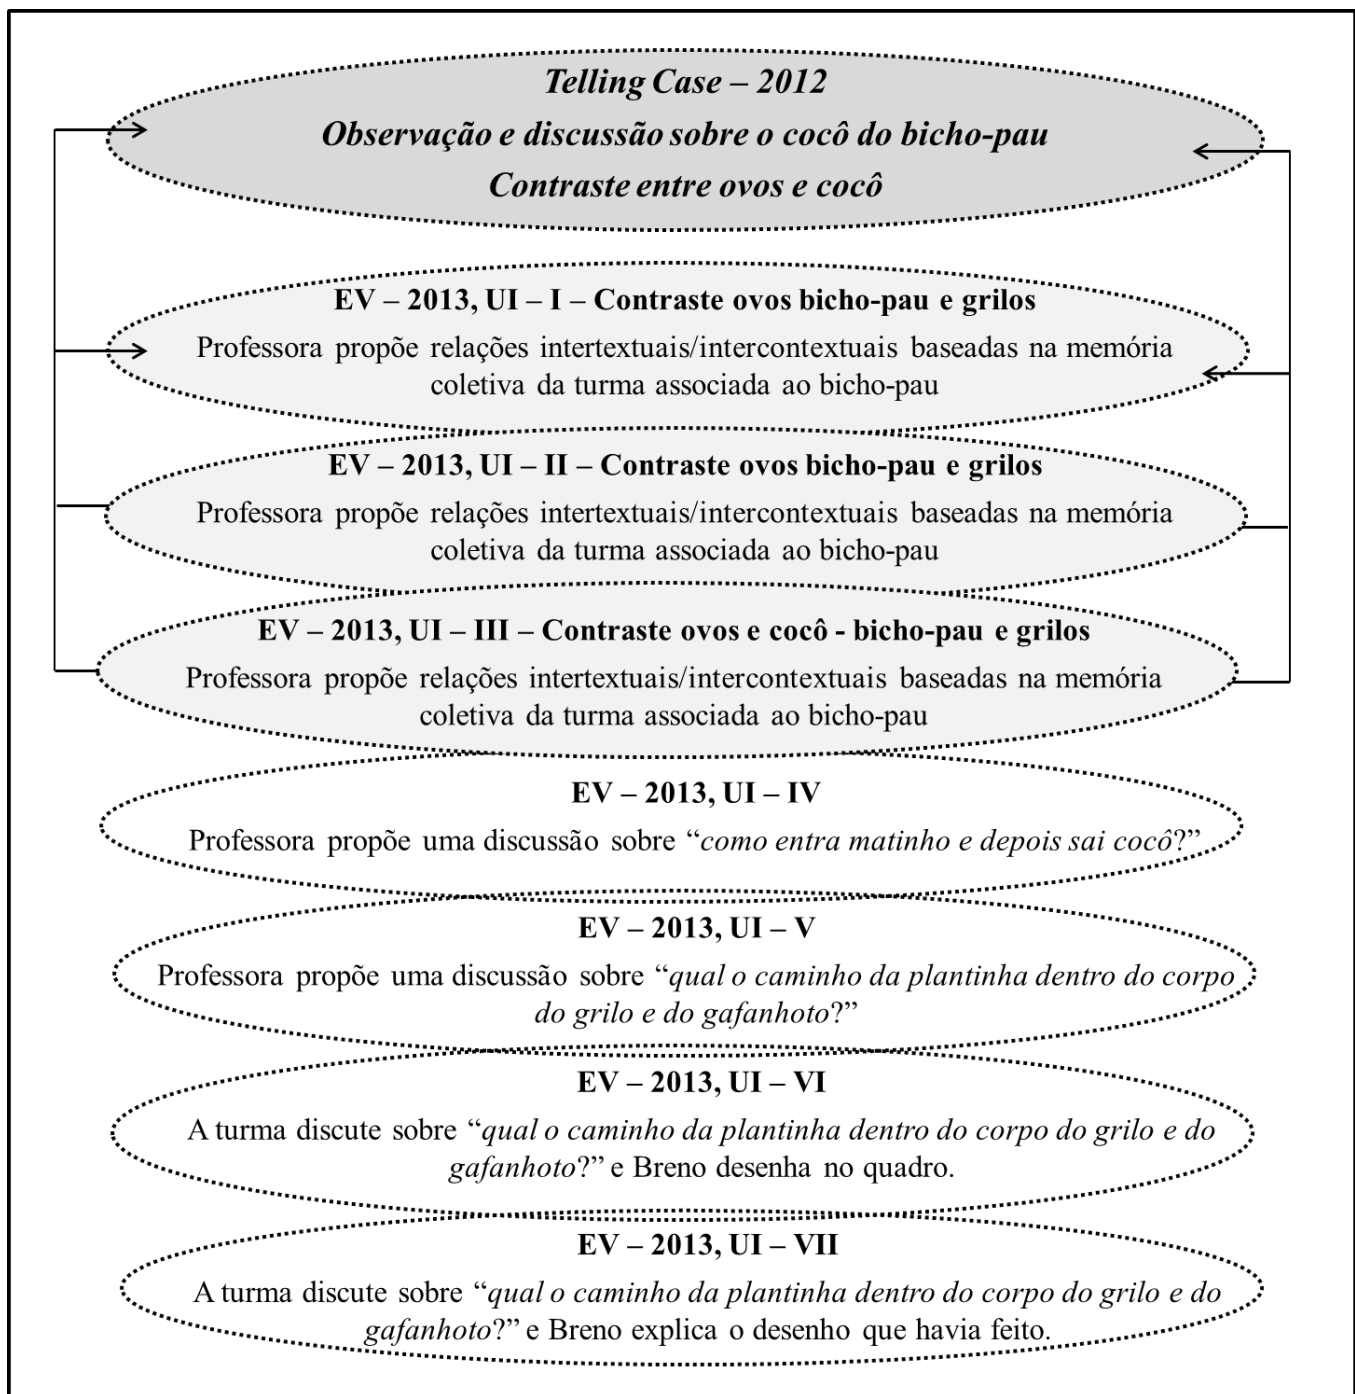 Telling Case – 2012
Observação e discussão sobre o cocô do bicho-pau
Contraste entre ovos e cocô
EV – 2013, UI – I – Contraste ovos bicho-pau e grilos
Professora propõe relações intertextuais/intercontextuais baseadas na memória
coletiva da turma associada ao bicho-pau
EV – 2013, UI – II – Contraste ovos bicho-pau e grilos
Professora propõe relações intertextuais/intercontextuais baseadas na memória
coletiva da turma associada ao bicho-pau
EV – 2013, UI – III – Contraste ovos e cocô - bicho-pau e grilos
Professora propõe relações intertextuais/intercontextuais baseadas na memória
coletiva da turma associada ao bicho-pau
EV – 2013, UI – IV
Professora propõe uma discussão sobre “como entra matinho e depois sai cocô?”
EV – 2013, UI – V
Professora propõe uma discussão sobre “qual o caminho da plantinha dentro do corpo
do grilo e do gafanhoto?”
EV – 2013, UI – VI
A turma discute sobre “qual o caminho da plantinha dentro do corpo do grilo e do
gafanhoto?” e Breno desenha no quadro.
EV – 2013, UI – VII
A turma discute sobre “qual o caminho da plantinha dentro do corpo do grilo e do
gafanhoto?” e Breno explica o desenho que havia feito.